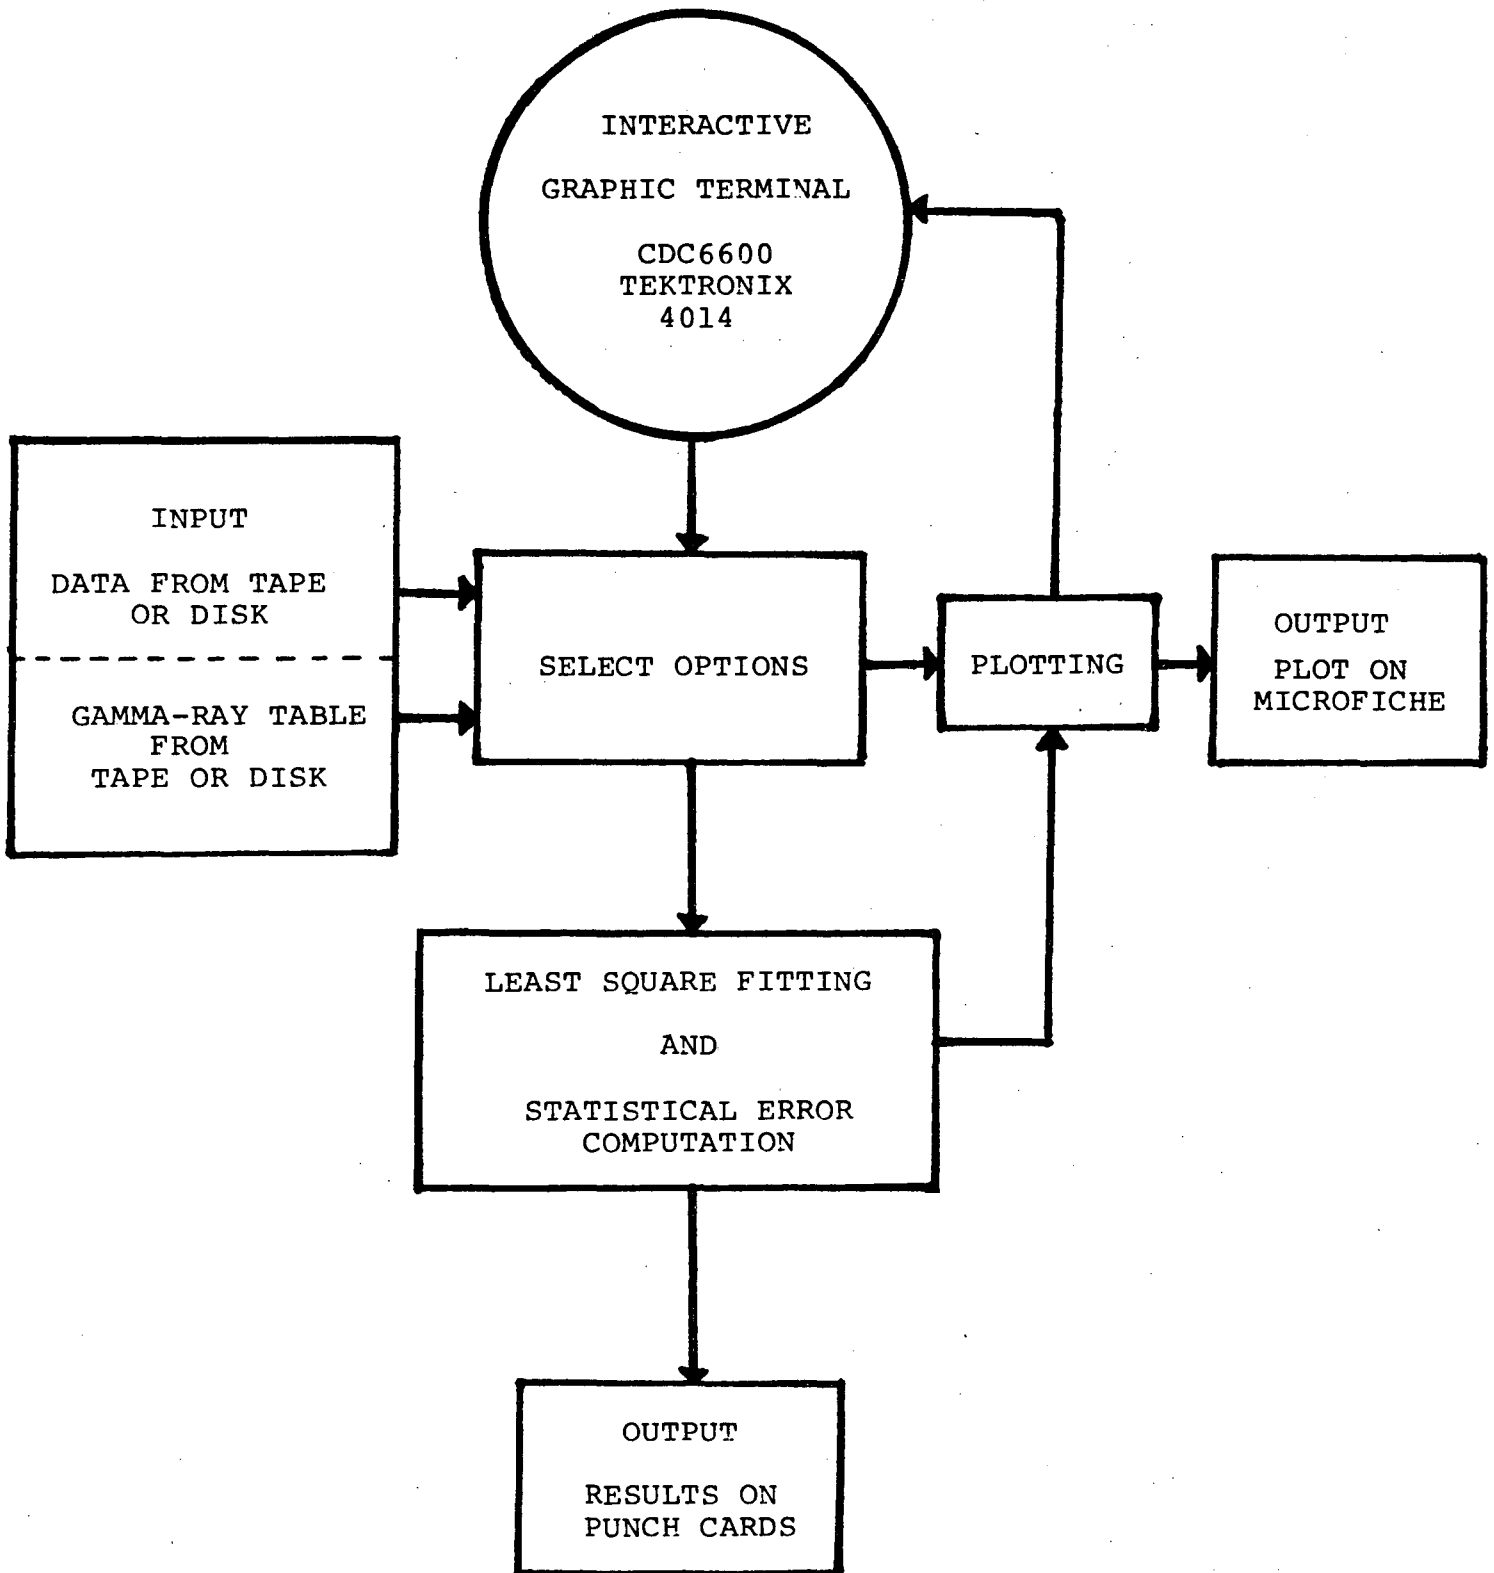 INTERACTIVE
GRAPHIC TERMINAL
CDC6600
TEKTRONIX
4014
INPUT
DATA FROM TAPE
OR DISK
GAMMA-RAY TABLE
FROM
TAPE OR DISK
SELECT OPTIONS
PLOTTING
OUTPUT
PLOT ON
MICROFICHE
LEAST SQUARE FITTING
AND
STATISTICAL ERROR
COMPUTATION
OUTPUT
RESULTS ON
PUNCH CARDS